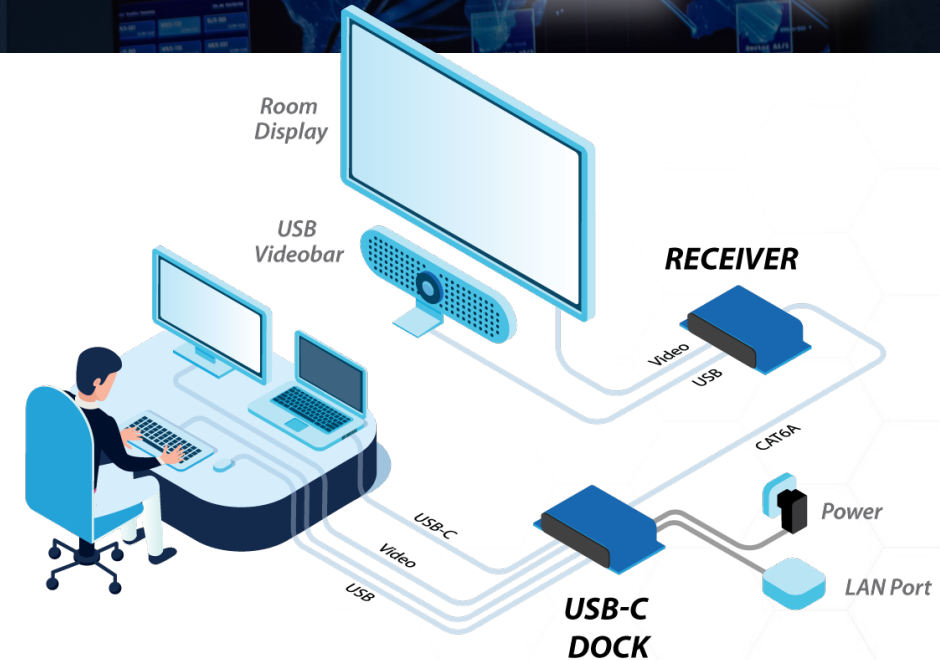 Room
Display
USB
Videobar
RECEIVER
Video
USB
CAT6A
Power
USB-C
Video
USB
LAN Port
USB-C
DOCK